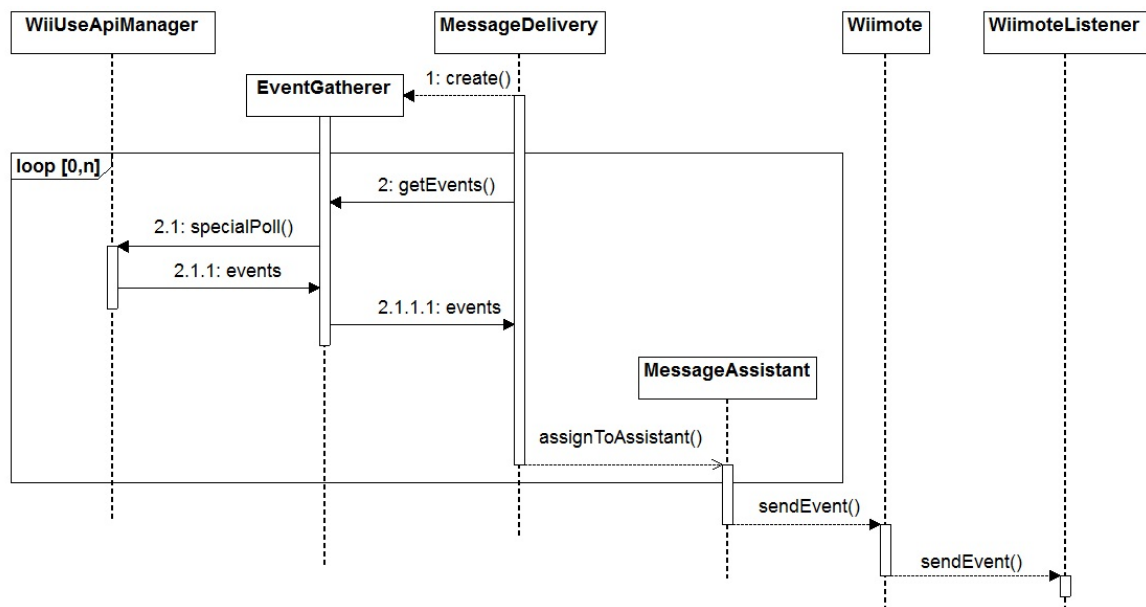 WiiUseApiManager
MessageDelivery
Wiimote
WiimoteListener
EventGatherer
1: create()
loop [0,n]
2: getEvents()
2.1: specialPoll()
2.1.1: events
2.1.1.1: events
MessageAssistant
assignToAssistant()
sendEvent()
sendEvent()